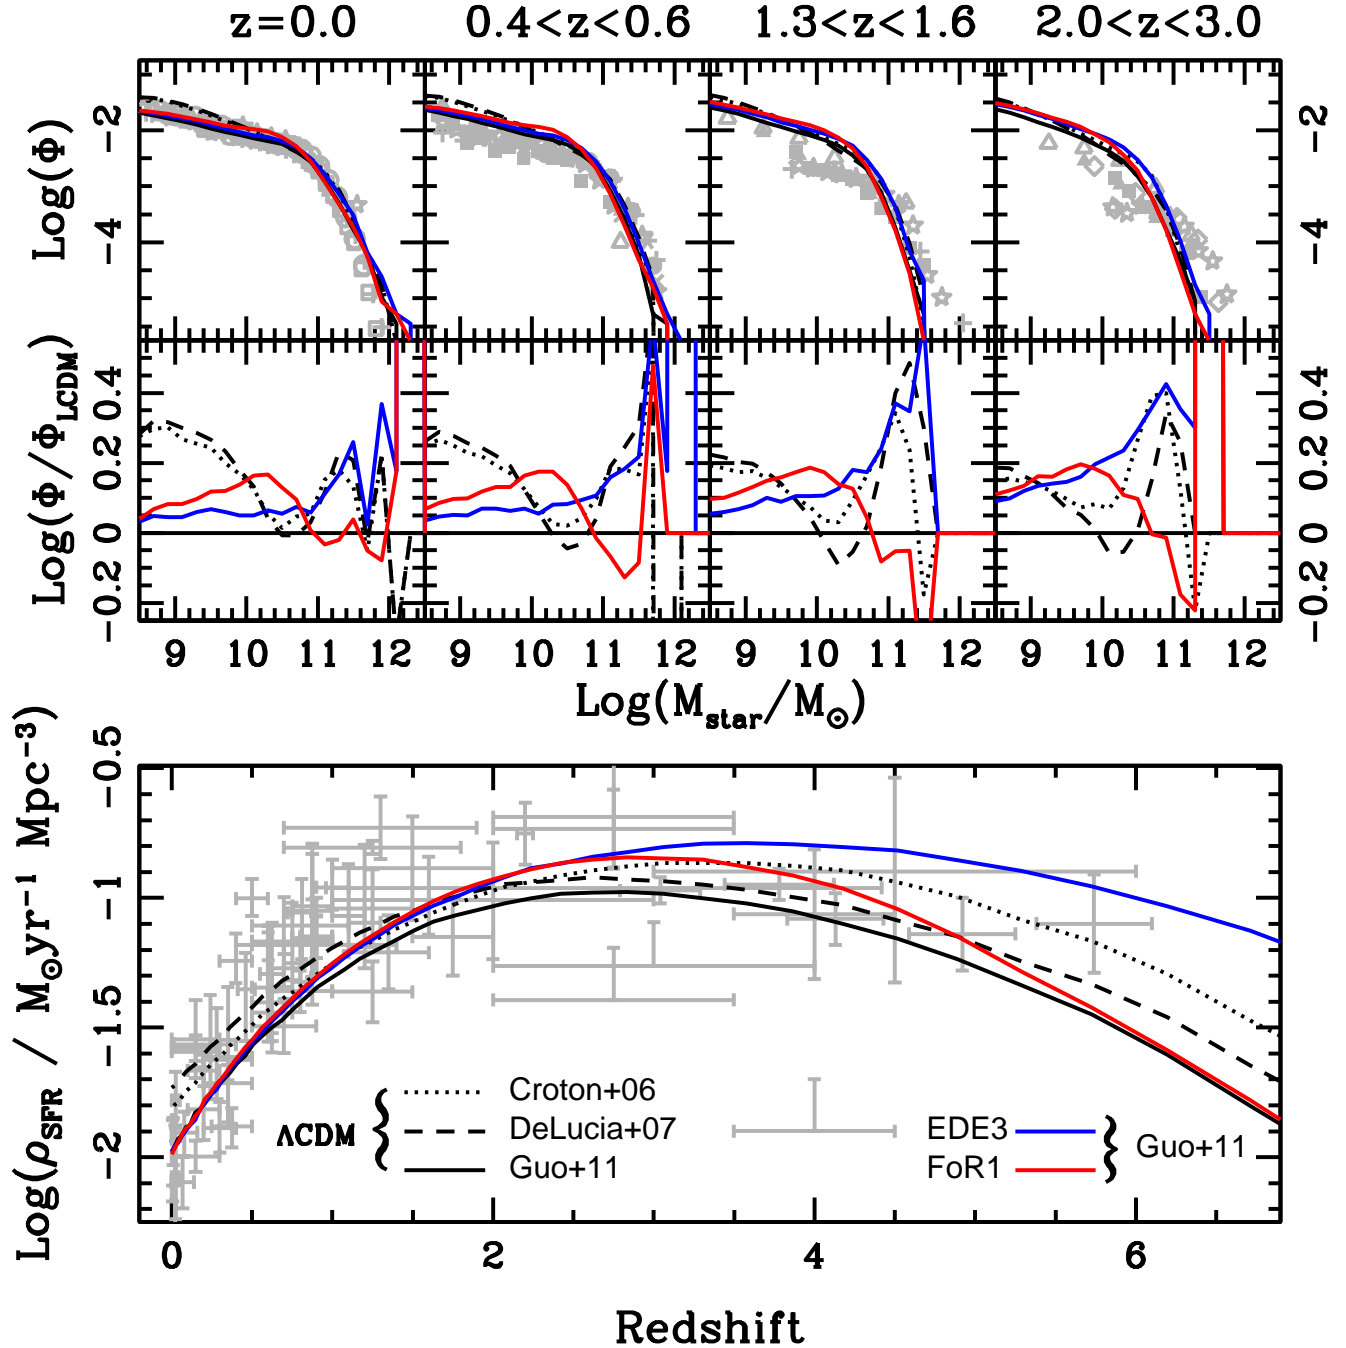 z=0.0 0.4<z<0.6 1.3<z<1.6 2.0<z<3.0
Log(Φ)
-2
-4
-2
-4
Log(Φ/Φ_LCDM)
0.4
0.2
0
-0.2
0.4
0.2
0
-0.2
9 10 11 12 9 10 11 12 9 10 11 12 9 10 11 12
Log(M_star/M_⊙)
Log(ρ_SFR / M_⊙yr⁻¹ Mpc⁻³)
-0.5
-1
-1.5
-2
ΛCDM
Croton+06
DeLucia+07
Guo+11
EDE3
FoR1
Guo+11
0 2 4 6
Redshift